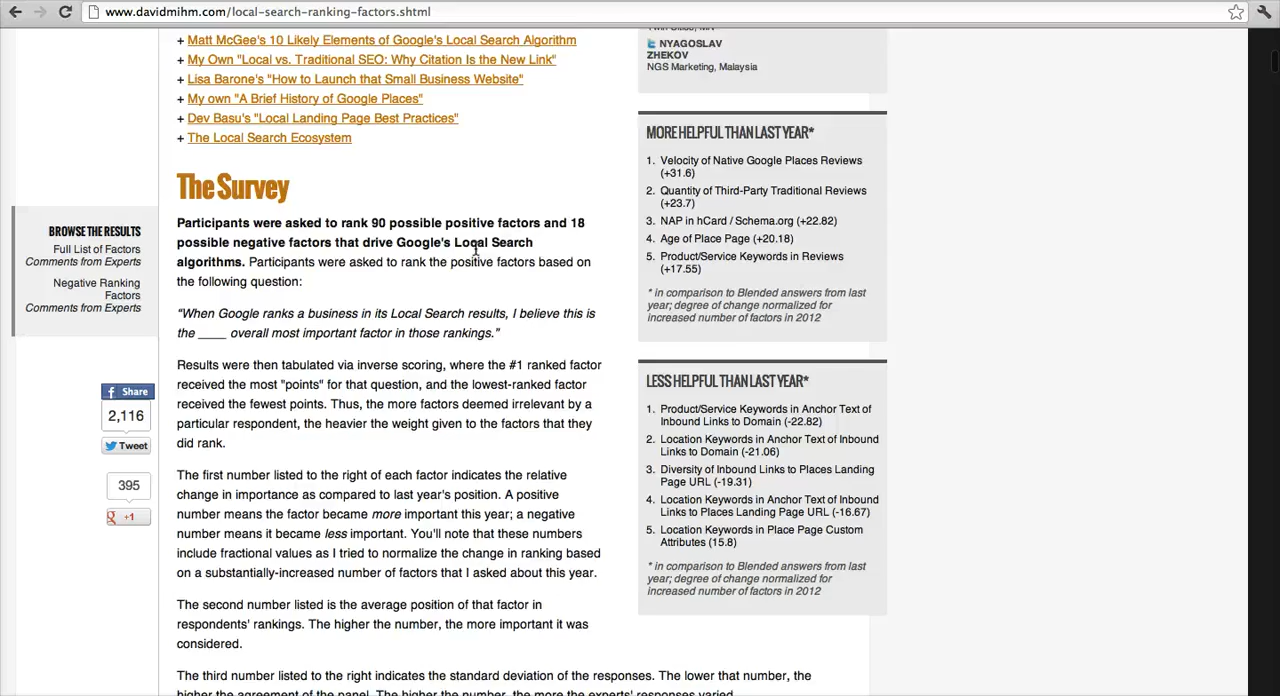 www.davidmihm.com/local-search-ranking-factors.shtml
+ Matt McGee's 10 Likely Elements of Google's Local Search Algorithm
+ My Own "Local vs. Traditional SEO: Why Citation Is the New Link"
+ Lisa Barone's "How to Launch that Small Business Website"
+ My own "A Brief History of Google Places"
+ Dev Basu's "Local Landing Page Best Practices"
+ The Local Search Ecosystem
The Survey
Participants were asked to rank 90 possible positive factors and 18
possible negative factors that drive Google's Local Search
algorithms. Participants were asked to rank the positive factors based on
the following question:
"When Google ranks a business in its Local Search results, I believe this is
the ____ overall most important factor in those rankings."
Results were then tabulated via inverse scoring, where the #1 ranked factor
received the most "points" for that question, and the lowest-ranked factor
received the fewest points. Thus, the more factors deemed irrelevant by a
particular respondent, the heavier the weight given to the factors that they
did rank.
The first number listed to the right of each factor indicates the relative
change in importance as compared to last year's position. A positive
number means the factor became more important this year; a negative
number means it became less important. You'll note that these numbers
include fractional values as I tried to normalize the change in ranking based
on a substantially-increased number of factors that I asked about this year.
The second number listed is the average position of that factor in
respondents' rankings. The higher the number, the more important it was
considered.
The third number listed to the right indicates the standard deviation of the responses. The lower that number, the
higher the agreement of the panel. The higher the number, the more the experts' responses varied.
BROWSE THE RESULTS
Full List of Factors
Comments from Experts
Negative Ranking
Factors
Comments from Experts
Share
2,116
Tweet
395
+1
Twin Cities, MN
NYAGOSLAV
ZHEKOV
NGS Marketing, Malaysia
MORE HELPFUL THAN LAST YEAR*
1. Velocity of Native Google Places Reviews
(+31.6)
2. Quantity of Third-Party Traditional Reviews
(+23.7)
3. NAP in hCard / Schema.org (+22.82)
4. Age of Place Page (+20.18)
5. Product/Service Keywords in Reviews
(+17.55)
* in comparison to Blended answers from last
year; degree of change normalized for
increased number of factors in 2012
LESS HELPFUL THAN LAST YEAR*
1. Product/Service Keywords in Anchor Text of
Inbound Links to Domain (-22.82)
2. Location Keywords in Anchor Text of Inbound
Links to Domain (-21.06)
3. Diversity of Inbound Links to Places Landing
Page URL (-19.31)
4. Location Keywords in Anchor Text of Inbound
Links to Places Landing Page URL (-16.67)
5. Location Keywords in Place Page Custom
Attributes (15.8)
* in comparison to Blended answers from last
year; degree of change normalized for
increased number of factors in 2012